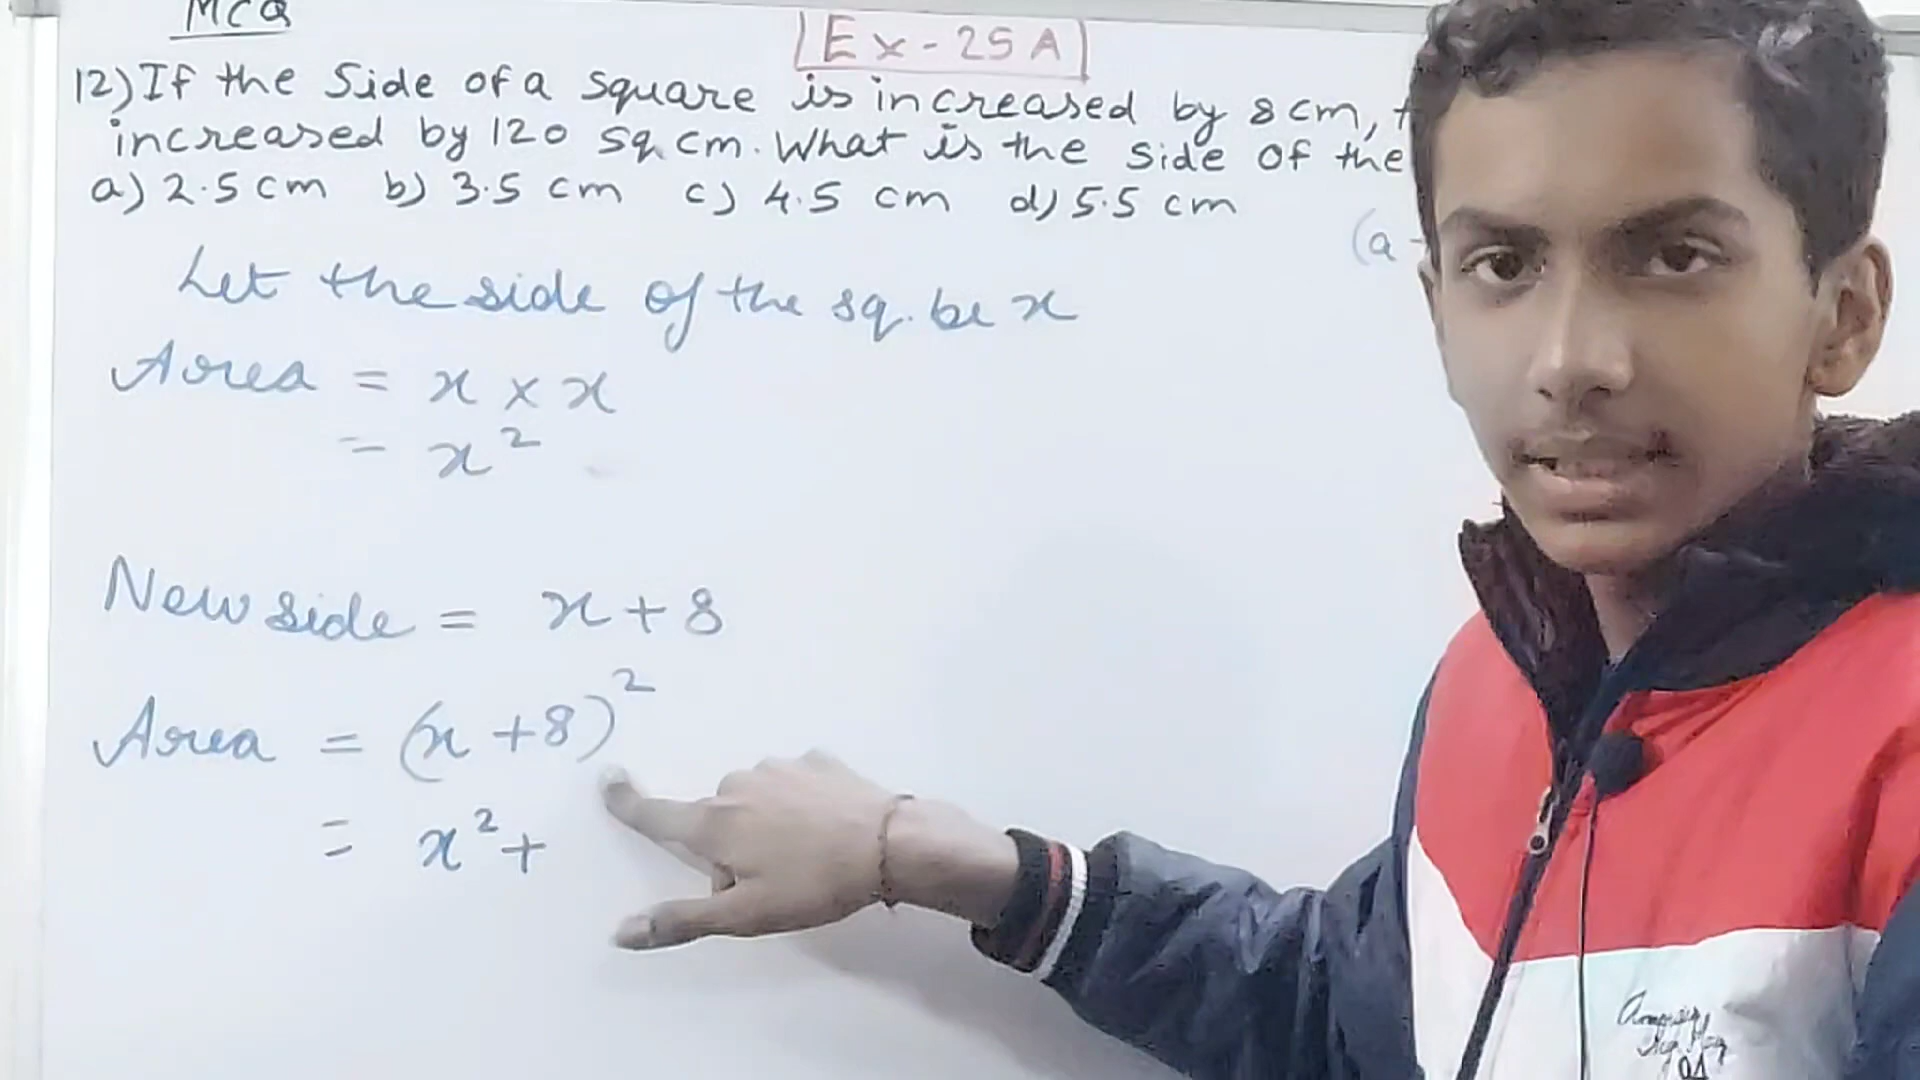 MCQ
Ex-25A
12) If the Side of a square is increased by 8cm,
increased by 120 sq cm. What is the side of the
a) 2.5 cm b) 3.5 cm c) 4.5 cm d) 5.5 cm
(a -
Let the side of the sq. be x
Area = x × x
= x²
New side = x + 8
Area = (x + 8)²
= x² +